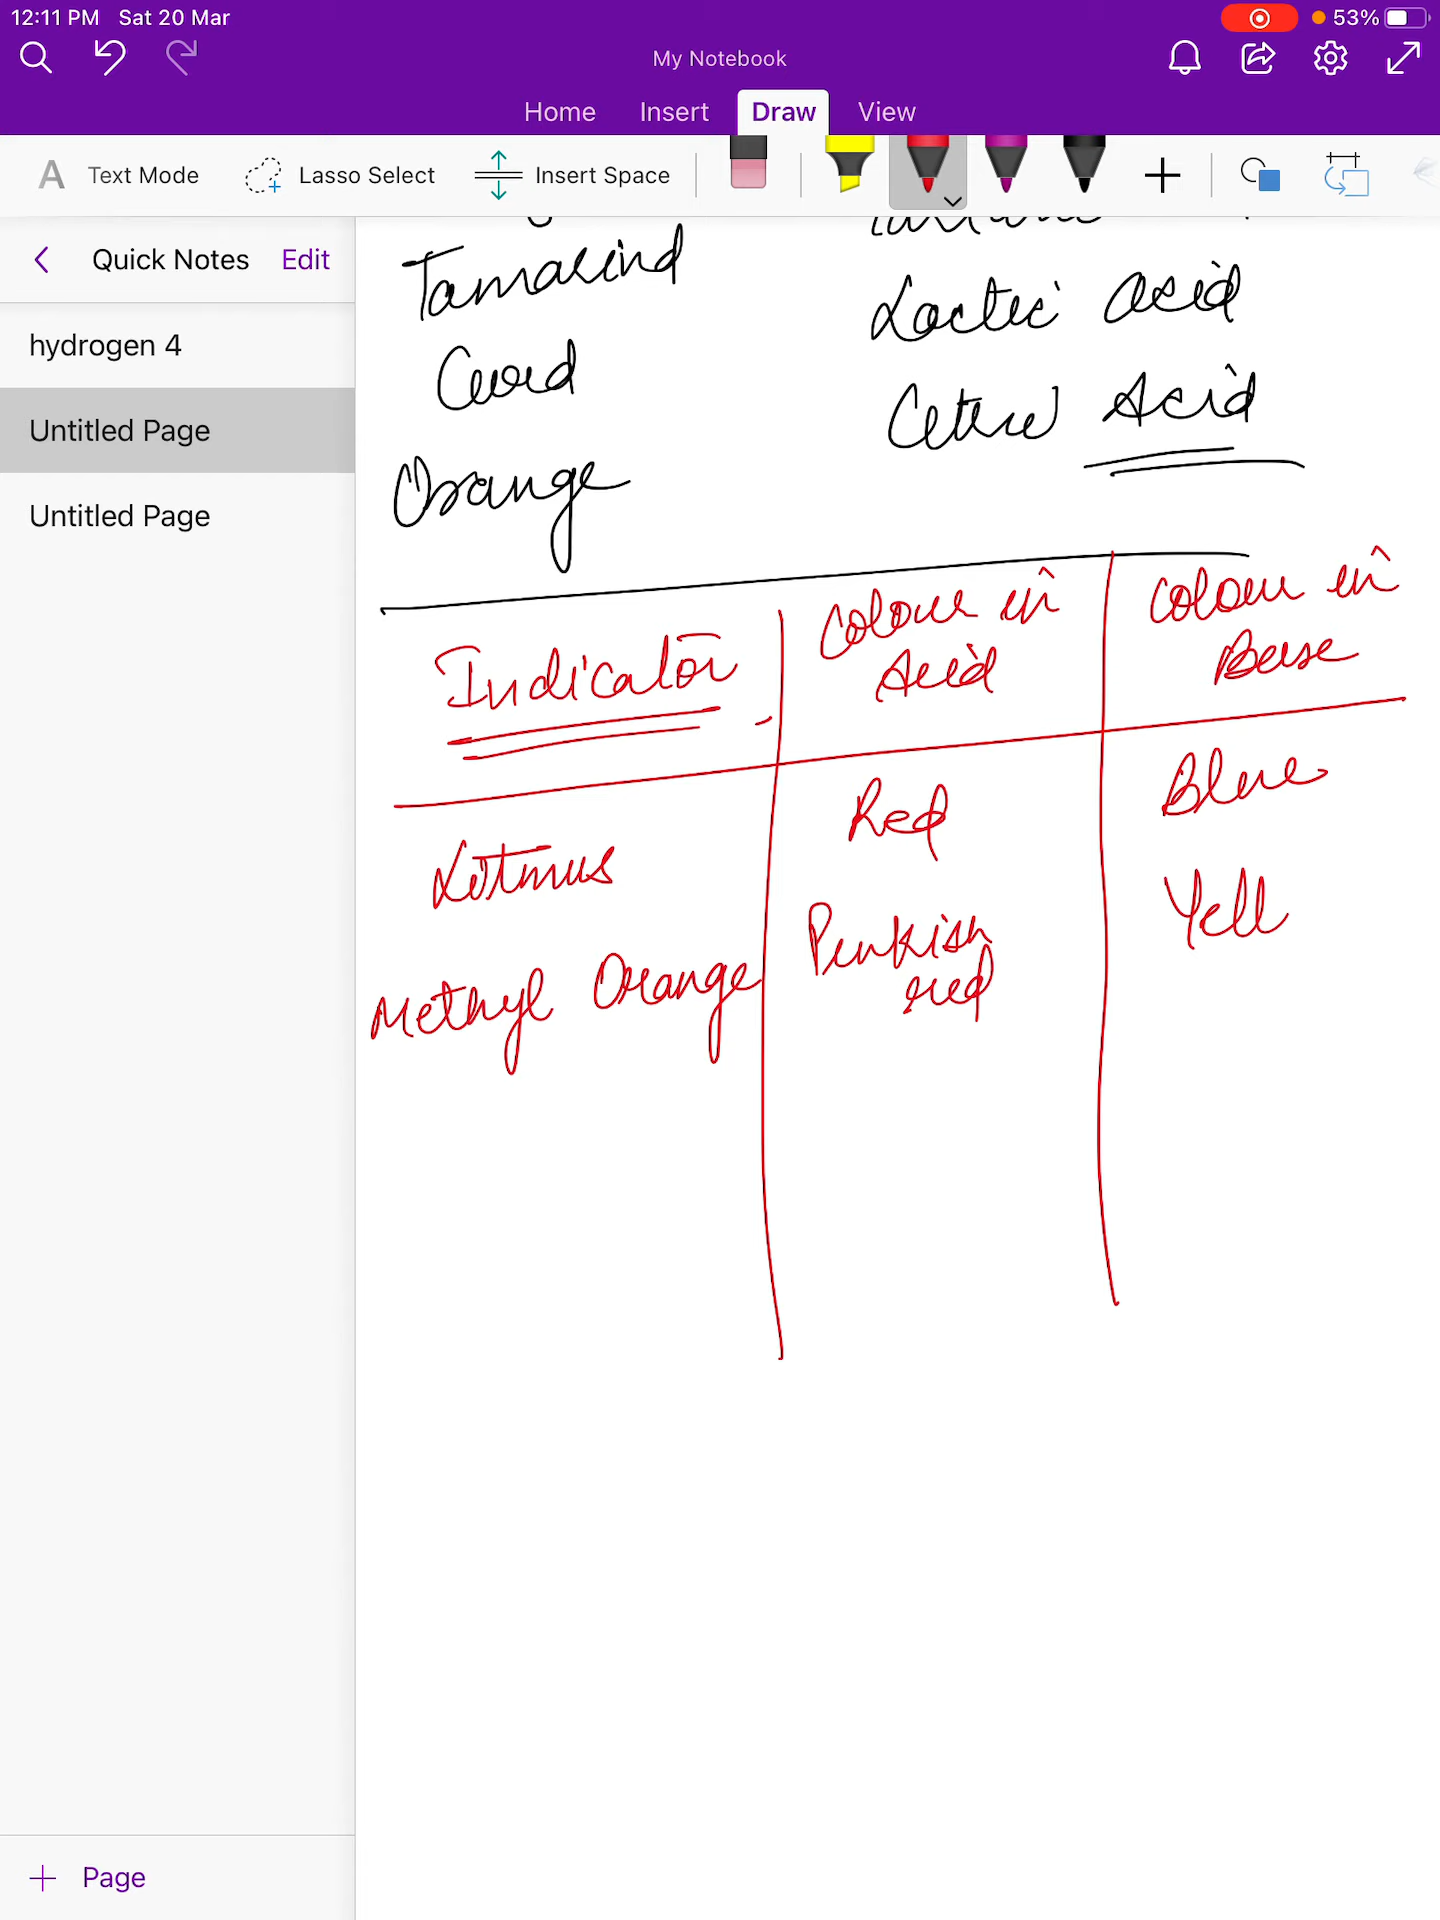 12:11 PM Sat 20 Mar
53%
My Notebook
Home Insert Draw View
A Text Mode Lasso Select Insert Space
Quick Notes Edit
hydrogen 4
Untitled Page
Untitled Page
Page
Tamarind Lactic acid
Curd Citric Acid
Orange
Indicator Colour in Acid Colour in Base
Litmus Red Blue
Methyl Orange Pinkish red Yell